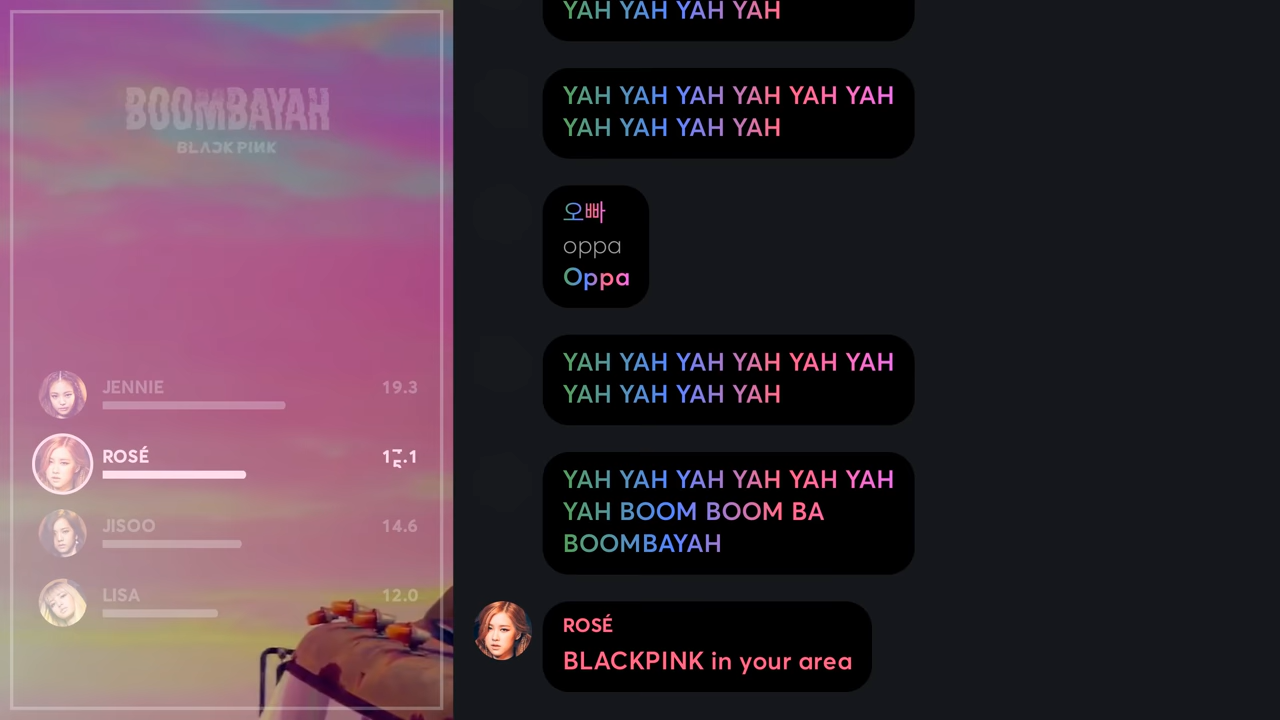 BOOMBAYAH
BLACKPINK
JENNIE 19.3
ROSÉ
JISOO 14.6
LISA 12.0
YAH YAH YAH YAH
YAH YAH YAH YAH YAH YAH
YAH YAH YAH YAH
오빠
oppa
Oppa
YAH YAH YAH YAH YAH YAH
YAH YAH YAH YAH
YAH YAH YAH YAH YAH YAH
YAH BOOM BOOM BA
BOOMBAYAH
ROSÉ
BLACKPINK in your area